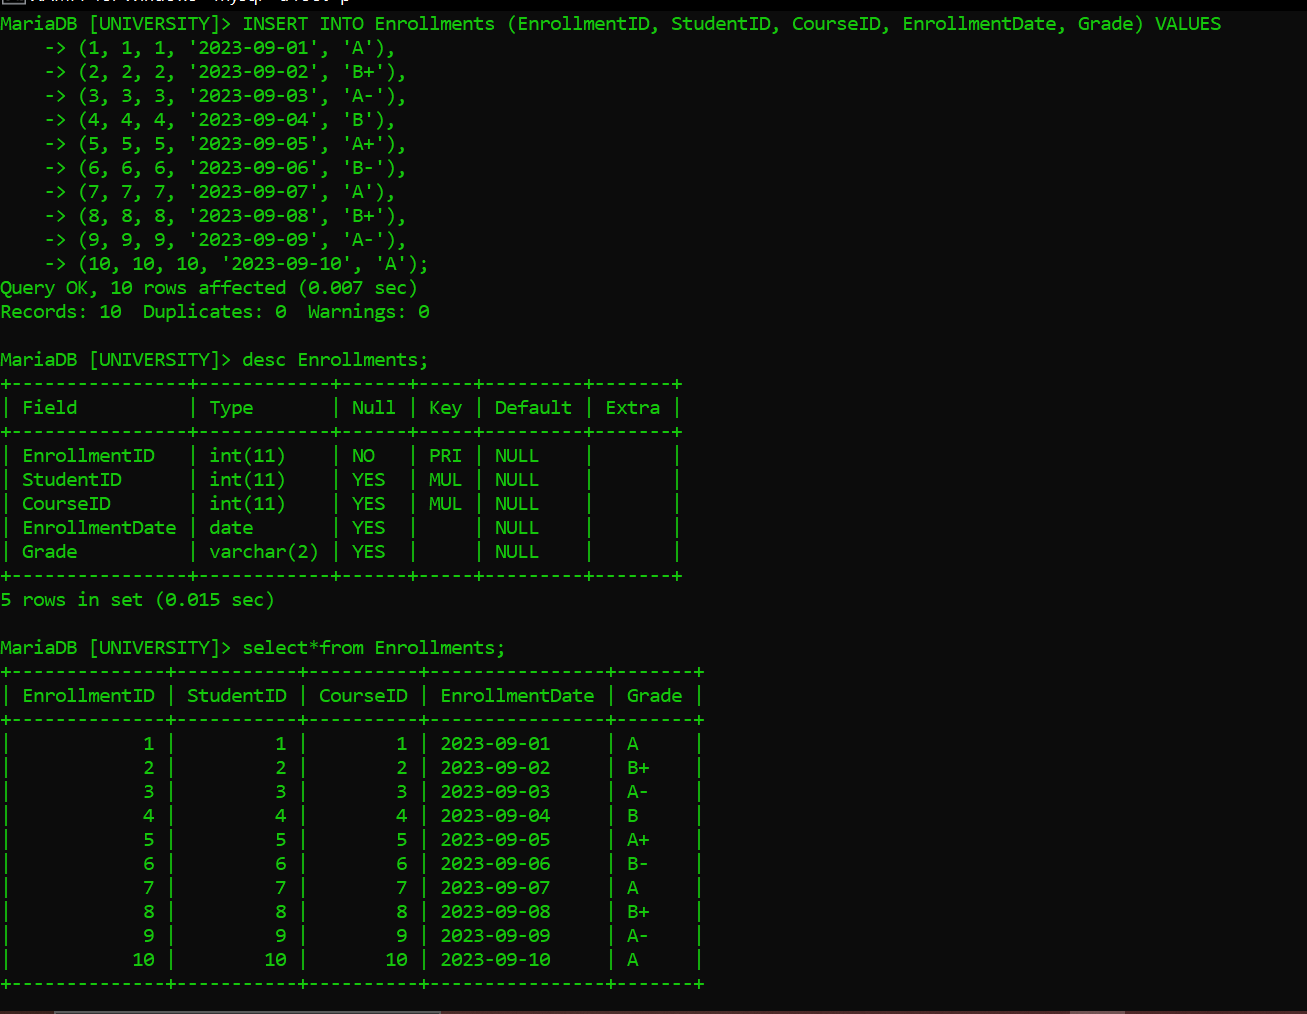 MariaDB [UNIVERSITY]> INSERT INTO Enrollments (EnrollmentID, StudentID, CourseID, EnrollmentDate, Grade) VALUES
    -> (1, 1, 1, '2023-09-01', 'A'),
    -> (2, 2, 2, '2023-09-02', 'B+'),
    -> (3, 3, 3, '2023-09-03', 'A-'),
    -> (4, 4, 4, '2023-09-04', 'B'),
    -> (5, 5, 5, '2023-09-05', 'A+'),
    -> (6, 6, 6, '2023-09-06', 'B-'),
    -> (7, 7, 7, '2023-09-07', 'A'),
    -> (8, 8, 8, '2023-09-08', 'B+'),
    -> (9, 9, 9, '2023-09-09', 'A-'),
    -> (10, 10, 10, '2023-09-10', 'A');
Query OK, 10 rows affected (0.007 sec)
Records: 10  Duplicates: 0  Warnings: 0

MariaDB [UNIVERSITY]> desc Enrollments;
+----------------+------------+------+-----+---------+-------+
| Field          | Type       | Null | Key | Default | Extra |
+----------------+------------+------+-----+---------+-------+
| EnrollmentID   | int(11)    | NO   | PRI | NULL    |       |
| StudentID      | int(11)    | YES  | MUL | NULL    |       |
| CourseID       | int(11)    | YES  | MUL | NULL    |       |
| EnrollmentDate | date       | YES  |     | NULL    |       |
| Grade          | varchar(2) | YES  |     | NULL    |       |
+----------------+------------+------+-----+---------+-------+
5 rows in set (0.015 sec)

MariaDB [UNIVERSITY]> select*from Enrollments;
+--------------+-----------+----------+----------------+-------+
| EnrollmentID | StudentID | CourseID | EnrollmentDate | Grade |
+--------------+-----------+----------+----------------+-------+
|            1 |         1 |        1 | 2023-09-01     | A     |
|            2 |         2 |        2 | 2023-09-02     | B+    |
|            3 |         3 |        3 | 2023-09-03     | A-    |
|            4 |         4 |        4 | 2023-09-04     | B     |
|            5 |         5 |        5 | 2023-09-05     | A+    |
|            6 |         6 |        6 | 2023-09-06     | B-    |
|            7 |         7 |        7 | 2023-09-07     | A     |
|            8 |         8 |        8 | 2023-09-08     | B+    |
|            9 |         9 |        9 | 2023-09-09     | A-    |
|           10 |        10 |       10 | 2023-09-10     | A     |
+--------------+-----------+----------+----------------+-------+